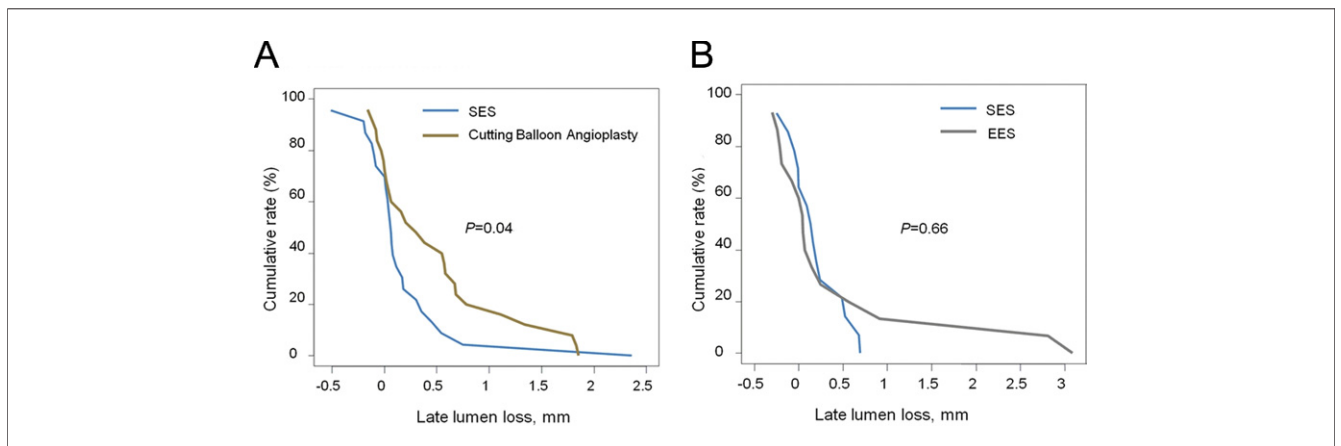 A
SES
Cutting Balloon Angioplasty
P=0.04
Cumulative rate (%)
100
80
60
40
20
0
-0.5 0 0.5 1 1.5 2 2.5
Late lumen loss, mm
B
SES
EES
P=0.66
Cumulative rate (%)
100
80
60
40
20
0
-0.5 0 0.5 1 1.5 2 2.5 3
Late lumen loss, mm